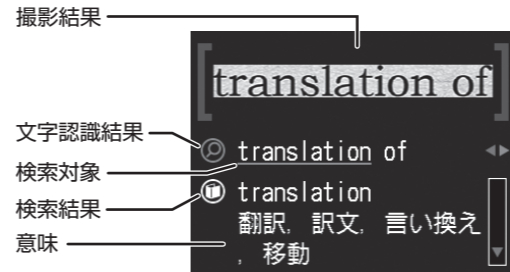 撮影結果
translation of
文字認識結果
translation of
検索対象
検索結果
translation
翻訳，訳文，言い換え
，移動
意味